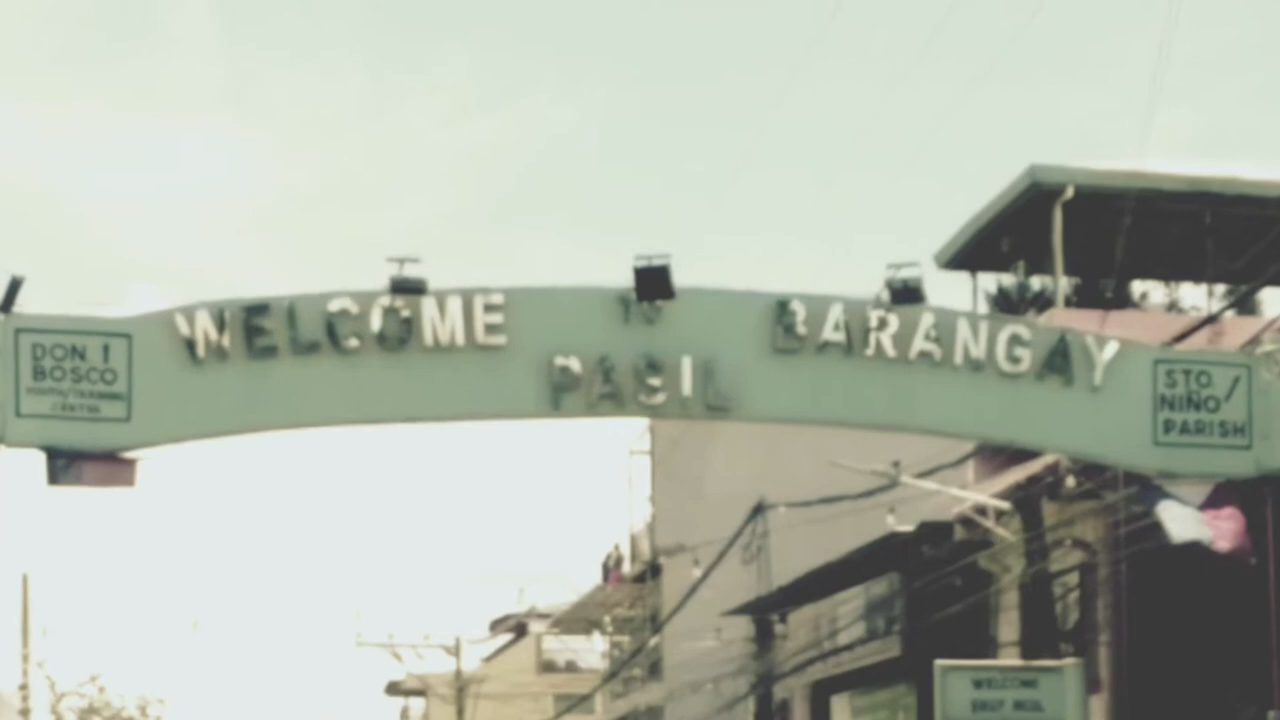 WELCOME TO BARANGAY
PASIL
DON
BOSCO
STO.
NIÑO
PARISH
WELCOME